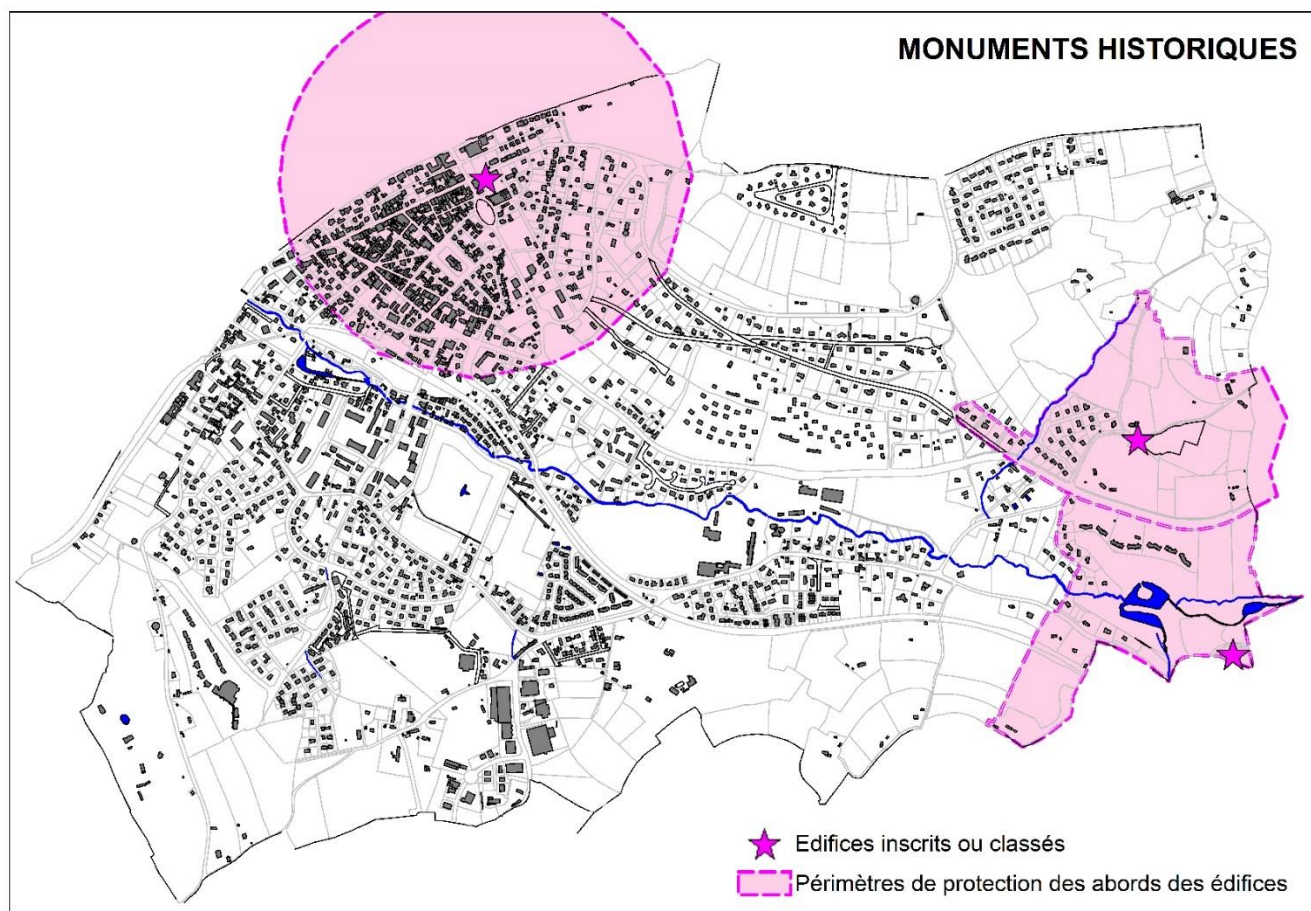 MONUMENTS HISTORIQUES
Edifices inscrits ou classés
Périmètres de protection des abords des édifices